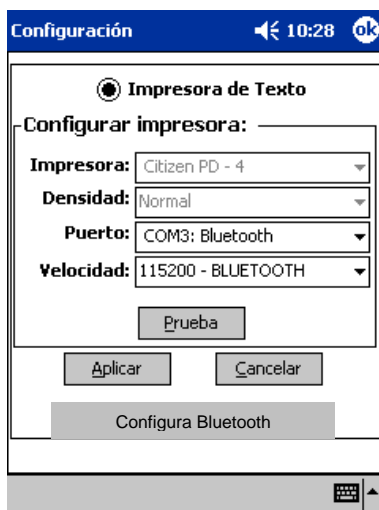 Configuración 10:28 ok
Impresora de Texto
Configurar impresora:
Impresora: Citizen PD - 4
Densidad: Normal
Puerto: COM3: Bluetooth
Velocidad: 115200 - BLUETOOTH
Prueba
Aplicar Cancelar
Configura Bluetooth